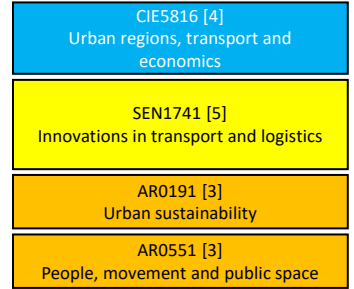 CIE5816 [4]
Urban regions, transport and
economics
SEN1741 [5]
Innovations in transport and logistics
AR0191 [3]
Urban sustainability
AR0551 [3]
People, movement and public space